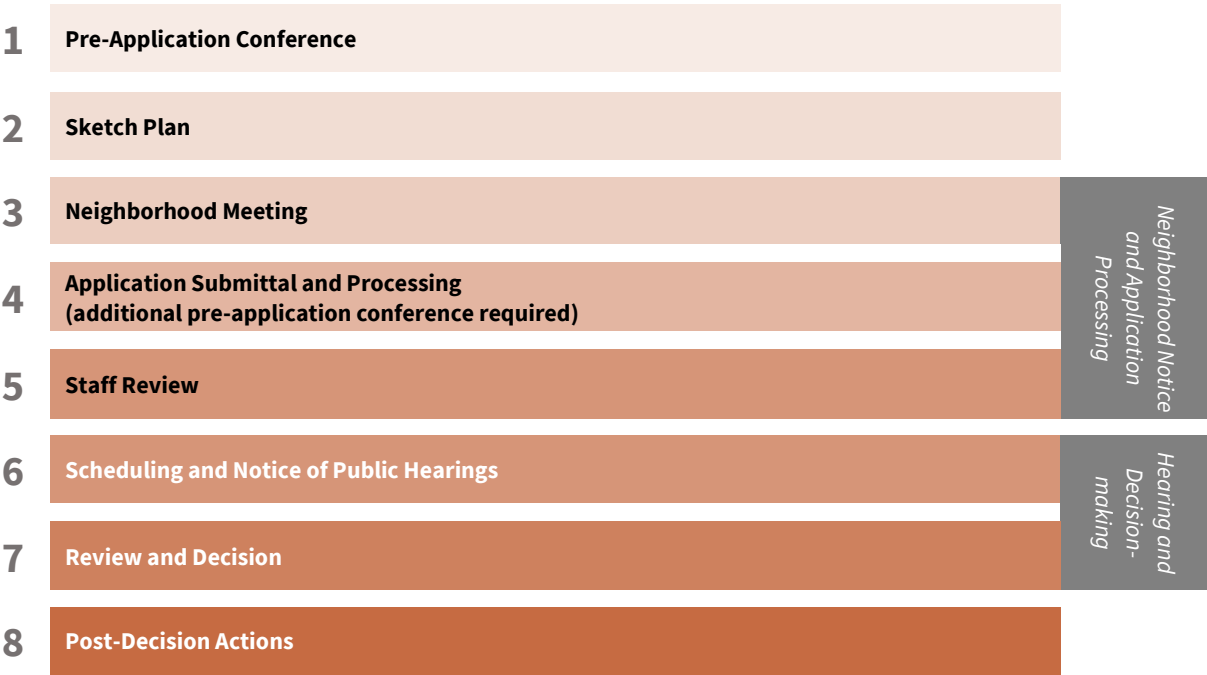 1
Pre-Application Conference
2
Sketch Plan
3
Neighborhood Meeting
4
Application Submittal and Processing
(additional pre-application conference required)
5
Staff Review
Neighborhood Notice
and Application
Processing
6
Scheduling and Notice of Public Hearings
7
Review and Decision
Hearing and
Decision-
making
8
Post-Decision Actions